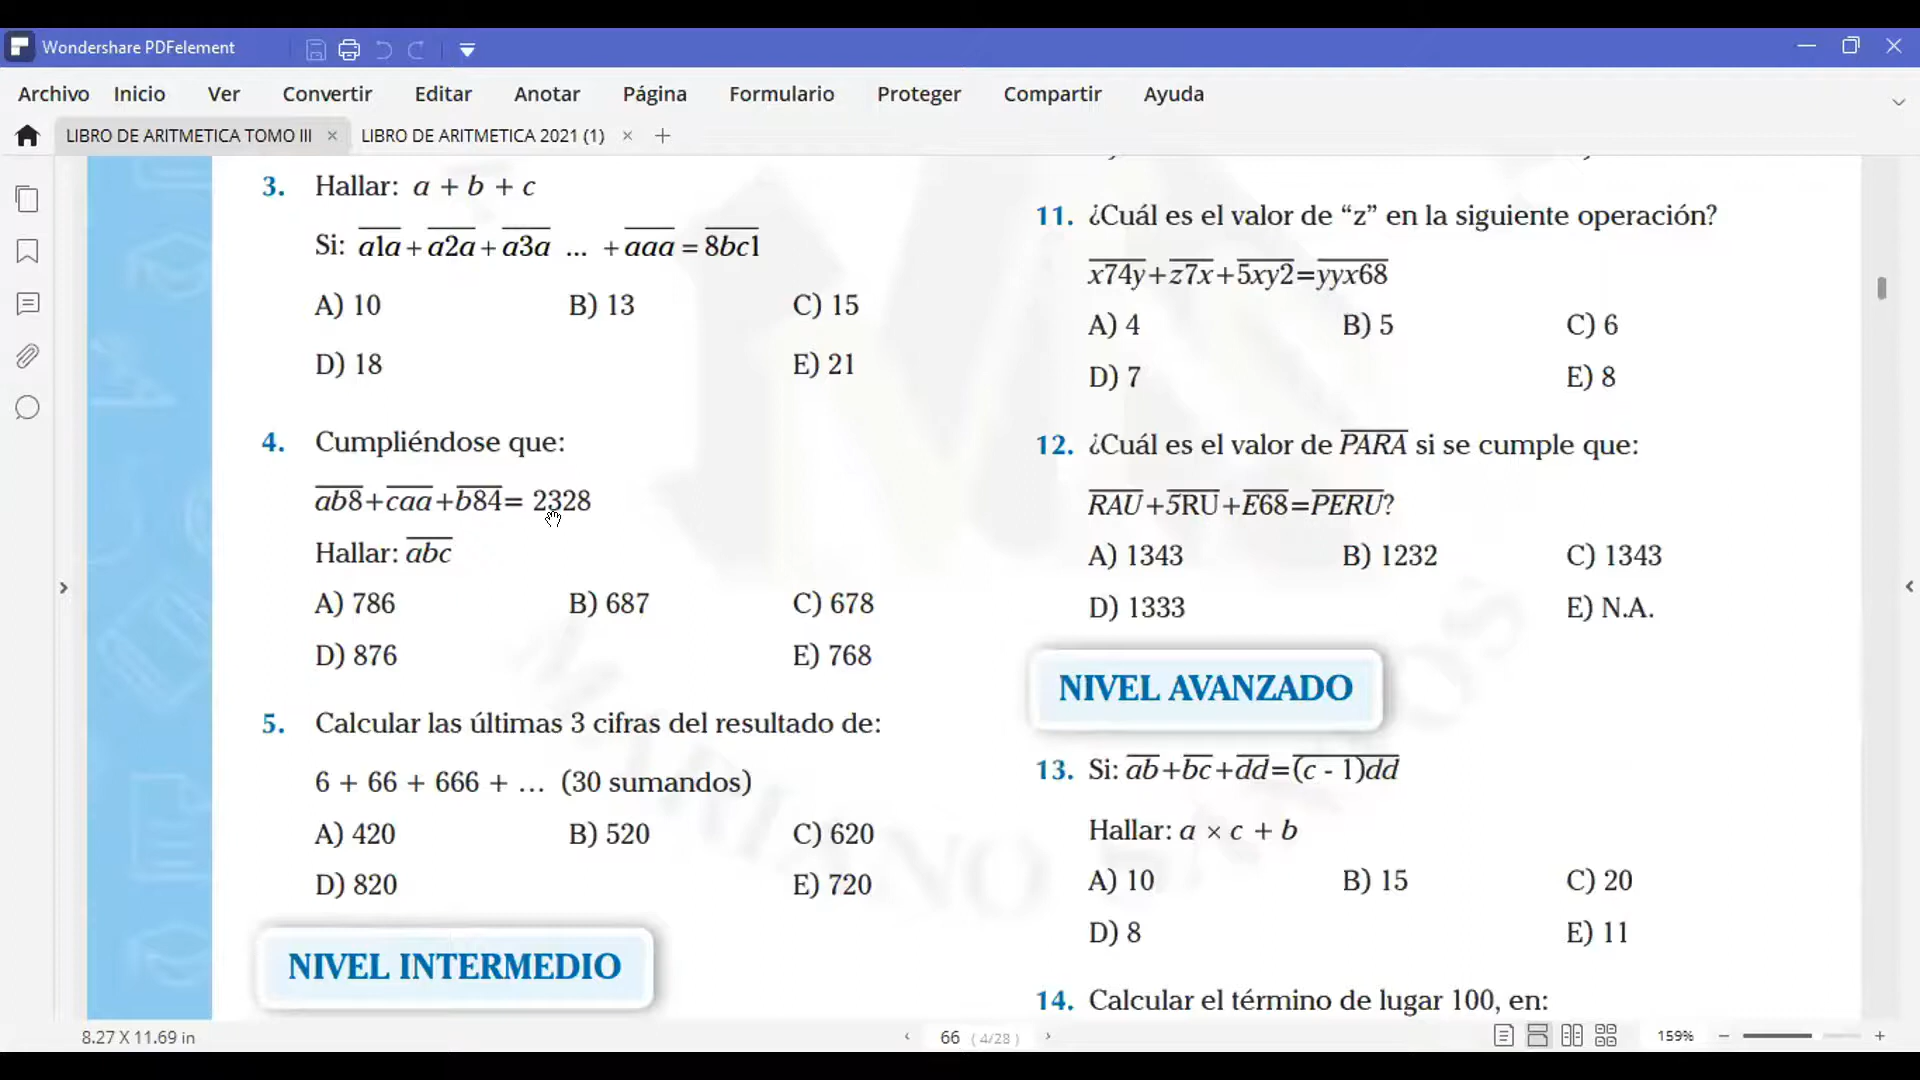 Wondershare PDFelement
Archivo Inicio Ver Convertir Editar Anotar Página Formulario Proteger Compartir Ayuda
LIBRO DE ARITMETICA TOMO III × LIBRO DE ARITMETICA 2021 (1) × +
3. Hallar: a + b + c
Si: a1a + a2a + a3a ... + aaa = 8bc1
A) 10 B) 13 C) 15
D) 18 E) 21
4. Cumpliéndose que:
ab8+caa+b84= 2328
Hallar: abc
A) 786 B) 687 C) 678
D) 876 E) 768
5. Calcular las últimas 3 cifras del resultado de:
6 + 66 + 666 + ... (30 sumandos)
A) 420 B) 520 C) 620
D) 820 E) 720
NIVEL INTERMEDIO
11. ¿Cuál es el valor de “z” en la siguiente operación?
x74y+z7x+5xy2=yyx68
A) 4 B) 5 C) 6
D) 7 E) 8
12. ¿Cuál es el valor de PARA si se cumple que:
RAU+5RU+E68=PERU?
A) 1343 B) 1232 C) 1343
D) 1333 E) N.A.
NIVEL AVANZADO
13. Si: ab+bc+dd=(c - 1)dd
Hallar: a × c + b
A) 10 B) 15 C) 20
D) 8 E) 11
14. Calcular el término de lugar 100, en:
MARIANO
8.27 X 11.69 in ‹ 66 (4/28) › 159% − +